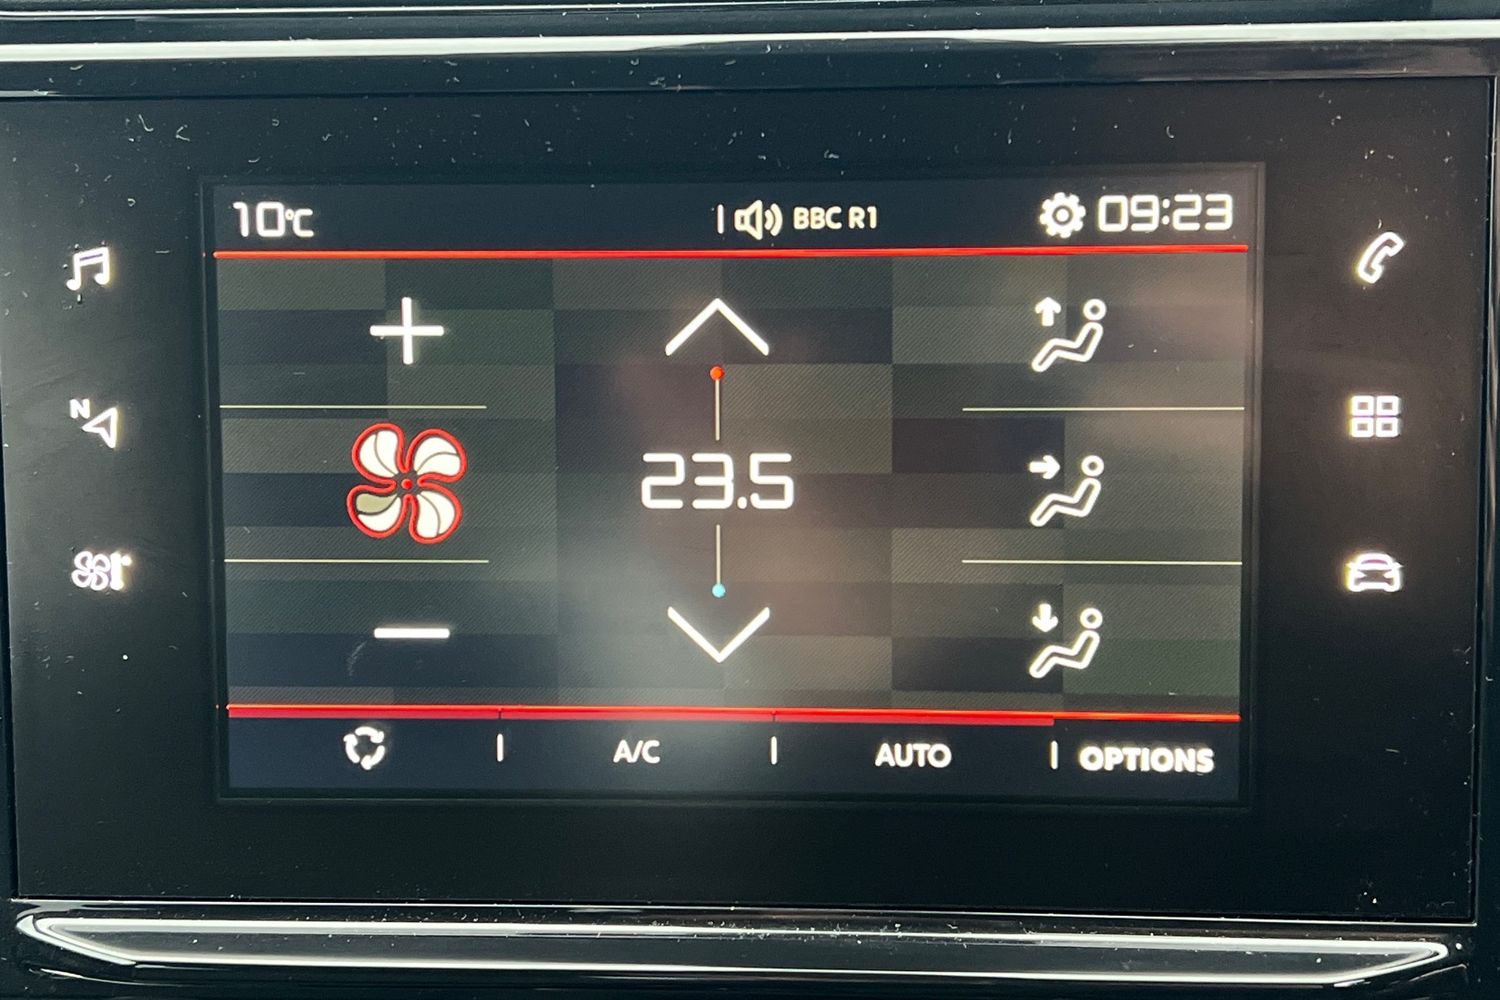 10°C
BBC R1
09:23
N
23.5
A/C
AUTO
OPTIONS